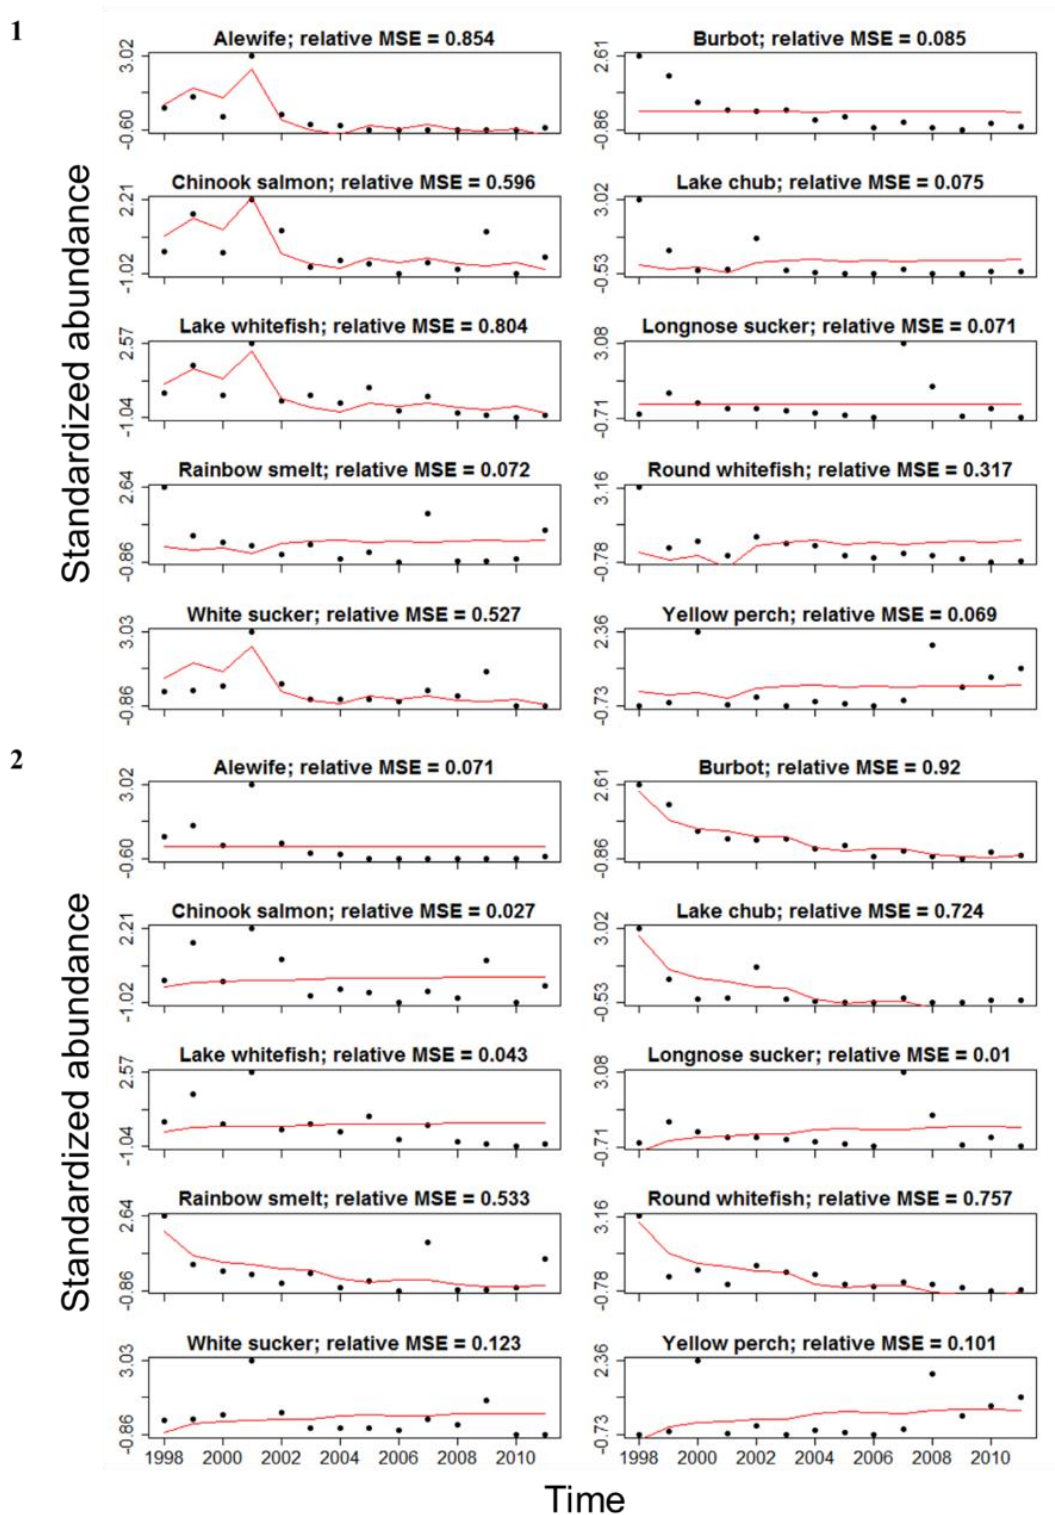 1
Alewife; relative MSE = 0.854
3.02
-0.60
Burbot; relative MSE = 0.085
2.61
-0.86
Chinook salmon; relative MSE = 0.596
2.21
-1.02
Lake chub; relative MSE = 0.075
3.02
-0.53
Lake whitefish; relative MSE = 0.804
2.57
-1.04
Longnose sucker; relative MSE = 0.071
3.08
-0.71
Rainbow smelt; relative MSE = 0.072
2.64
-0.86
Round whitefish; relative MSE = 0.317
3.16
-0.78
White sucker; relative MSE = 0.527
3.03
-0.86
Yellow perch; relative MSE = 0.069
2.36
-0.73
Standardized abundance
2
Alewife; relative MSE = 0.071
3.02
-0.60
Burbot; relative MSE = 0.92
2.61
-0.86
Chinook salmon; relative MSE = 0.027
2.21
-1.02
Lake chub; relative MSE = 0.724
3.02
-0.53
Lake whitefish; relative MSE = 0.043
2.57
-1.04
Longnose sucker; relative MSE = 0.01
3.08
-0.71
Rainbow smelt; relative MSE = 0.533
2.64
-0.86
Round whitefish; relative MSE = 0.757
3.16
-0.78
White sucker; relative MSE = 0.123
3.03
-0.86
1998 2000 2002 2004 2006 2008 2010
Yellow perch; relative MSE = 0.101
2.36
-0.73
1998 2000 2002 2004 2006 2008 2010
Standardized abundance
Time